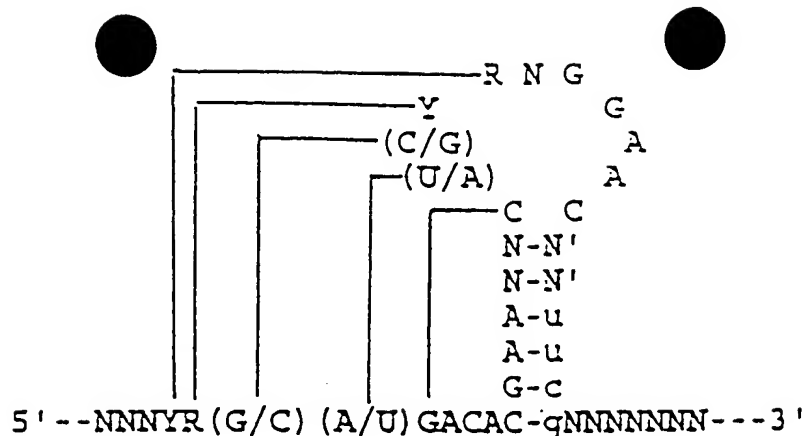 R N G
Y G
(C/G) A
(U/A) A
C C
N-N'
N-N'
A-u
A-u
G-c
5'--NNNYR(G/C)(A/U)GACAC-gNNNNNNN---3'